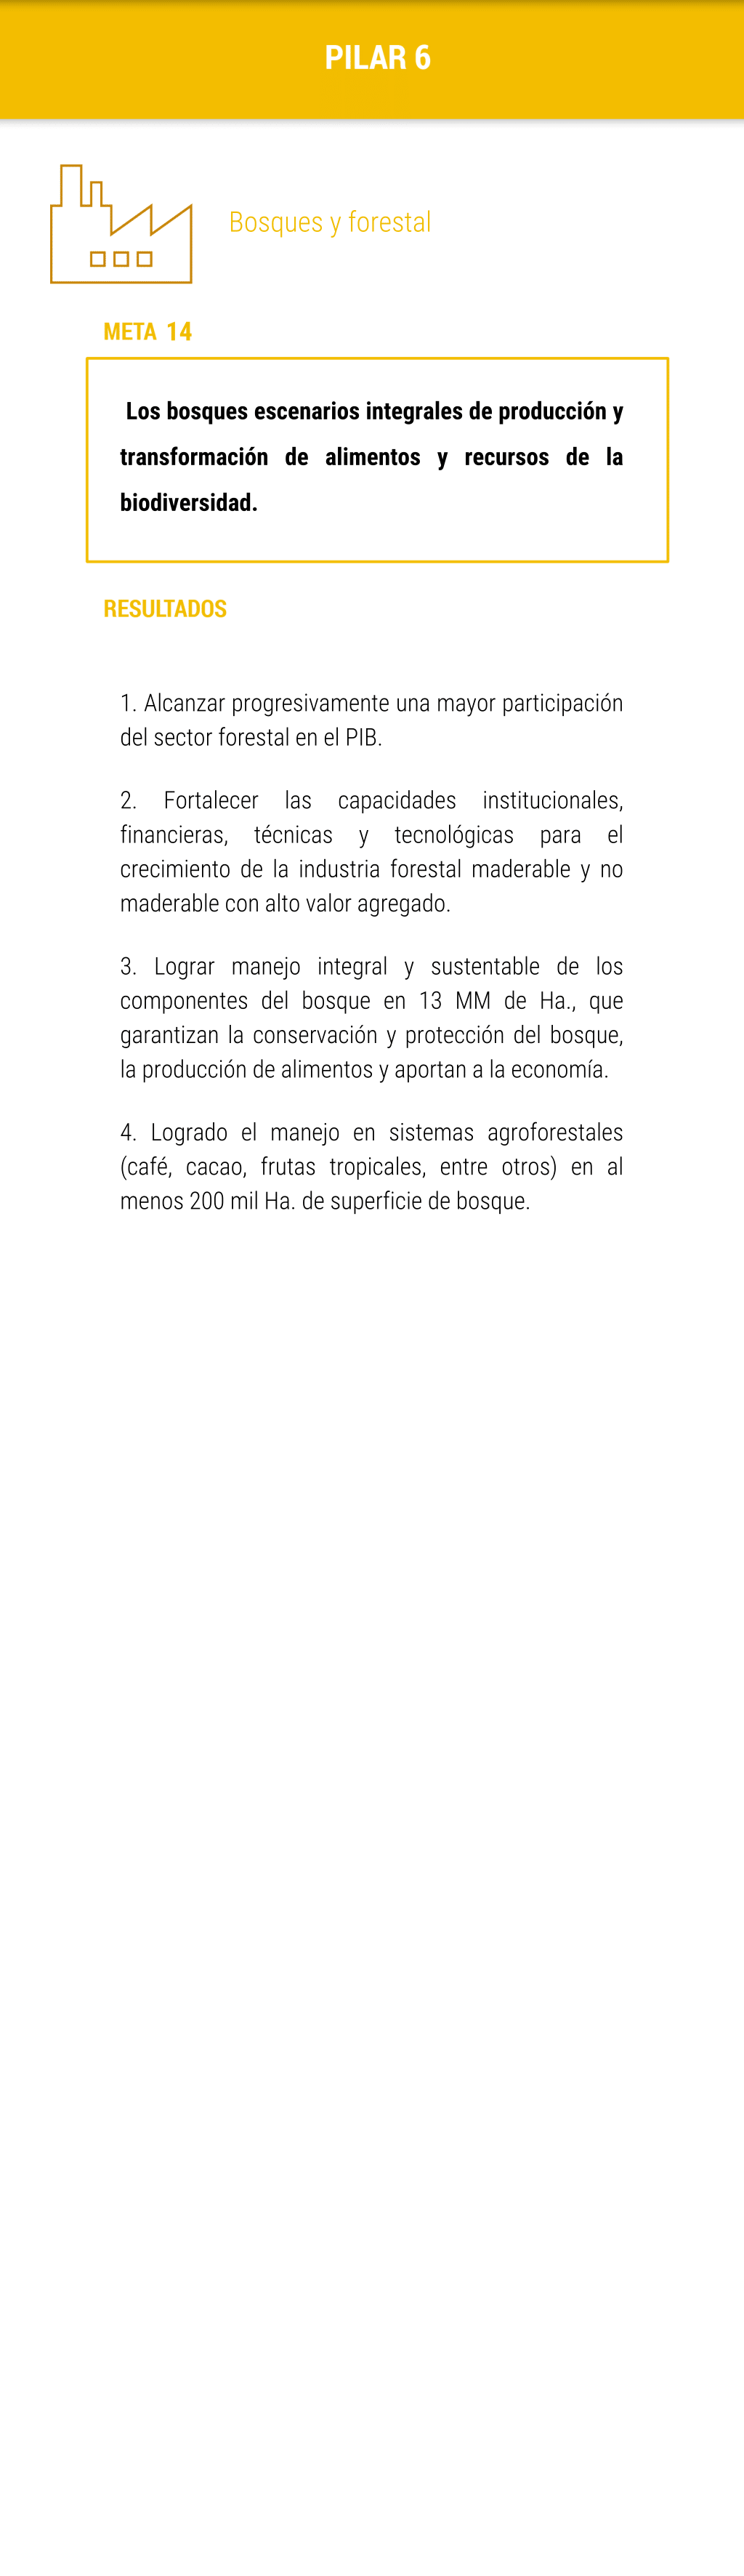 PILAR 6
Bosques y forestal
META 14
Los bosques escenarios integrales de producción y
transformación de alimentos y recursos de la
biodiversidad.
RESULTADOS
1. Alcanzar progresivamente una mayor participación
del sector forestal en el PIB.
2. Fortalecer las capacidades institucionales,
financieras, técnicas y tecnológicas para el
crecimiento de la industria forestal maderable y no
maderable con alto valor agregado.
3. Lograr manejo integral y sustentable de los
componentes del bosque en 13 MM de Ha., que
garantizan la conservación y protección del bosque,
la producción de alimentos y aportan a la economía.
4. Logrado el manejo en sistemas agroforestales
(café, cacao, frutas tropicales, entre otros) en al
menos 200 mil Ha. de superficie de bosque.